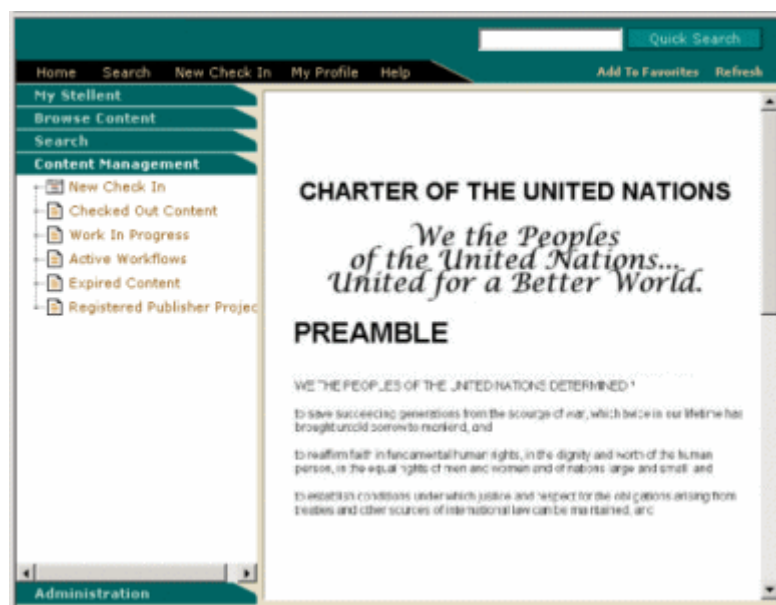 Quick Search
Home Search New Check In My Profile Help Add To Favorites Refresh
My Stellent
Browse Content
Search
Content Management
New Check In
Checked Out Content
Work In Progress
Active Workflows
Expired Content
Registered Publisher Projec
Administration
CHARTER OF THE UNITED NATIONS
We the Peoples
of the United Nations...
United for a Better World.
PREAMBLE
WE THE PEOPLES OF THE UNITED NATIONS DETERMINED
to save succeeding generations from the scourge of war, which twice in our lifetime has
brought untold sorrow to mankind, and
to reaffirm faith in fundamental human rights, in the dignity and worth of the human
person, in the equal rights of men and women and of nations large and small and
to establish conditions under which justice and respect for the obligations arising from
treaties and other sources of international law can be maintained, and